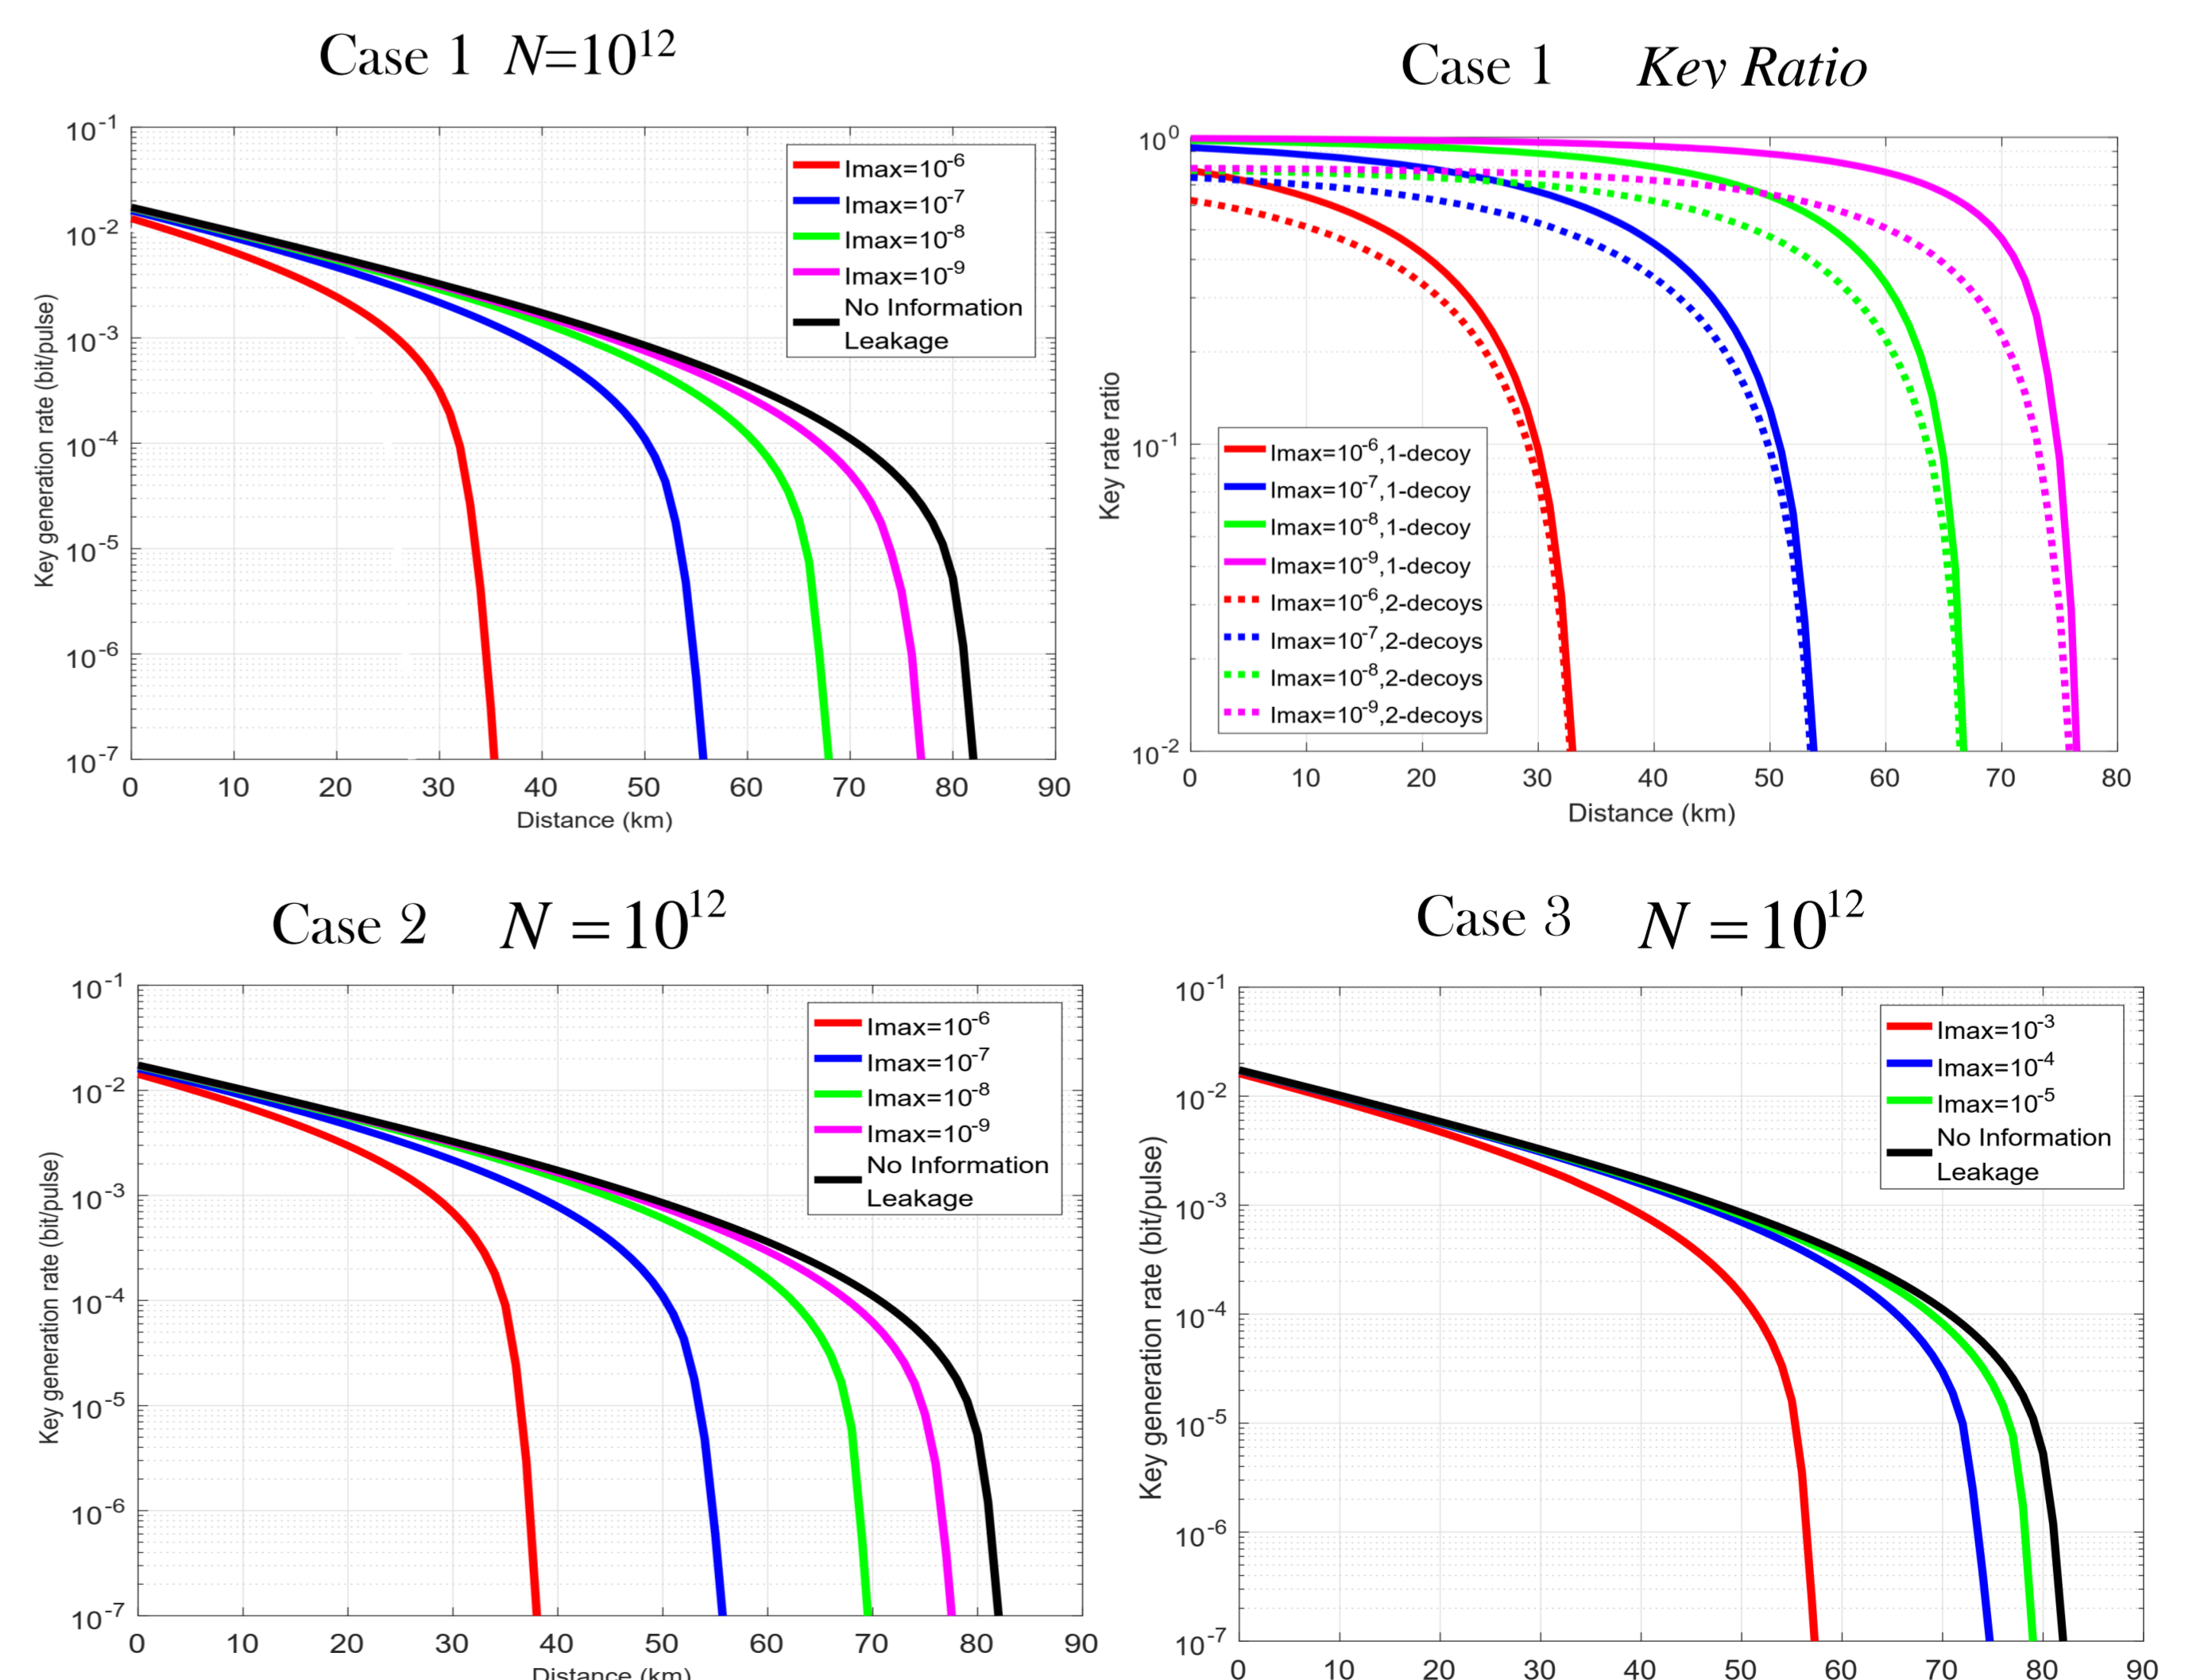 Case 1 N=10¹²
10⁻¹
10⁻²
10⁻³
10⁻⁴
10⁻⁵
10⁻⁶
10⁻⁷
Key generation rate (bit/pulse)
Imax=10⁻⁶
Imax=10⁻⁷
Imax=10⁻⁸
Imax=10⁻⁹
No Information
Leakage
0 10 20 30 40 50 60 70 80 90
Distance (km)
Case 1 Key Ratio
10⁰
10⁻¹
10⁻²
Key rate ratio
Imax=10⁻⁶,1-decoy
Imax=10⁻⁷,1-decoy
Imax=10⁻⁸,1-decoy
Imax=10⁻⁹,1-decoy
Imax=10⁻⁶,2-decoys
Imax=10⁻⁷,2-decoys
Imax=10⁻⁸,2-decoys
Imax=10⁻⁹,2-decoys
0 10 20 30 40 50 60 70 80
Distance (km)
Case 2 N = 10¹²
10⁻¹
10⁻²
10⁻³
10⁻⁴
10⁻⁵
10⁻⁶
10⁻⁷
Key generation rate (bit/pulse)
Imax=10⁻⁶
Imax=10⁻⁷
Imax=10⁻⁸
Imax=10⁻⁹
No Information
Leakage
0 10 20 30 40 50 60 70 80 90
Distance (km)
Case 3 N = 10¹²
10⁻¹
10⁻²
10⁻³
10⁻⁴
10⁻⁵
10⁻⁶
10⁻⁷
Key generation rate (bit/pulse)
Imax=10⁻³
Imax=10⁻⁴
Imax=10⁻⁵
No Information
Leakage
0 10 20 30 40 50 60 70 80 90